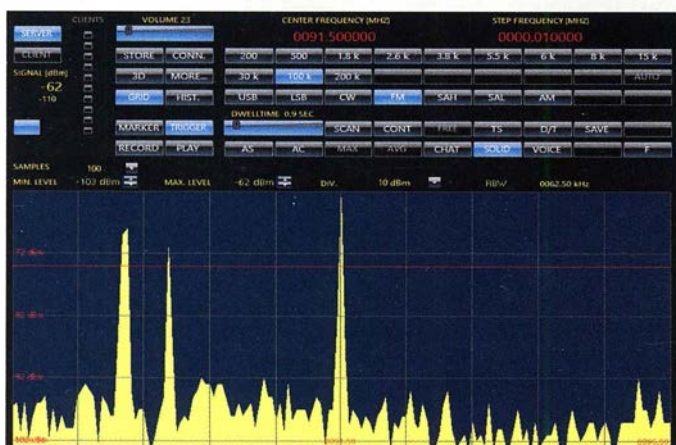 CLIENTS VOLUME 23 CENTER FREQUENCY (MHZ) STEP FREQUENCY (MHZ)
SERVER 0091.500000 0000.010000
CLIENT STORE CONN. 200 500 1.8 k 2.6 k 3.8 k 5.5 k 6 k 8 k 15 k
SIGNAL (dBm) 3D MORE... 30 k 100 k 200 k AUTO
-62
-110 GRID HIST. USB LSB CW FM SAH SAL AM
DWELLTIME 0.9 SEC
MARKER TRIGGER SCAN CONT FREE TS D/T SAVE
RECORD PLAY AS AC MAX AVG CHAT SOLID VOICE F
SAMPLES 100
MIN. LEVEL -103 dBm MAX. LEVEL -62 dBm DIV. 10 dBm RBW 0062.50 kHz
0091.50